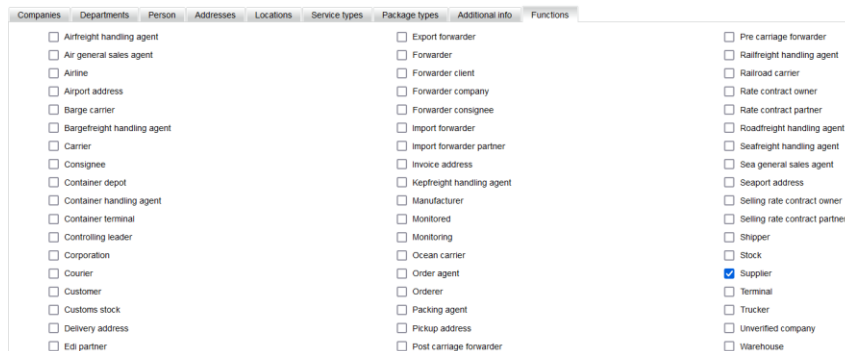 Companies Departments Person Addresses Locations Service types Package types Additional info Functions
Airfreight handling agent Export forwarder Pre carriage forwarder
Air general sales agent Forwarder Railfreight handling agent
Airline Forwarder client Railroad carrier
Airport address Forwarder company Rate contract owner
Barge carrier Forwarder consignee Rate contract partner
Bargefreight handling agent Import forwarder Roadfreight handling agent
Carrier Import forwarder partner Seafreight handling agent
Consignee Invoice address Sea general sales agent
Container depot Kepfreight handling agent Seaport address
Container handling agent Manufacturer Selling rate contract owner
Container terminal Monitored Selling rate contract partner
Controlling leader Monitoring Shipper
Corporation Ocean carrier Stock
Courier Order agent Supplier
Customer Orderer Terminal
Customs stock Packing agent Trucker
Delivery address Pickup address Unverified company
Edi partner Post carriage forwarder Warehouse